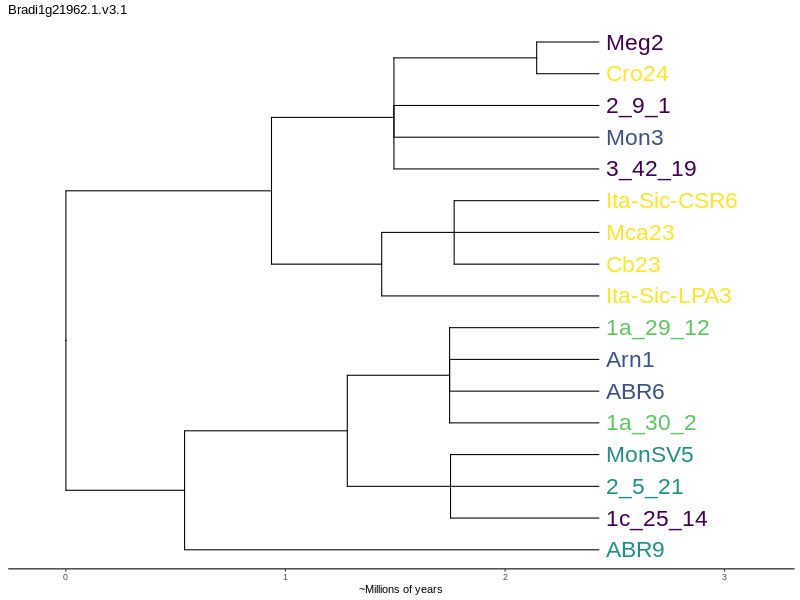 Bradi1g21962.1.v3.1
Meg2
Cro24
2_9_1
Mon3
3_42_19
Ita-Sic-CSR6
Mca23
Cb23
Ita-Sic-LPA3
1a_29_12
Arn1
ABR6
1a_30_2
MonSV5
2_5_21
1c_25_14
ABR9
0 1 2 3
~Millions of years